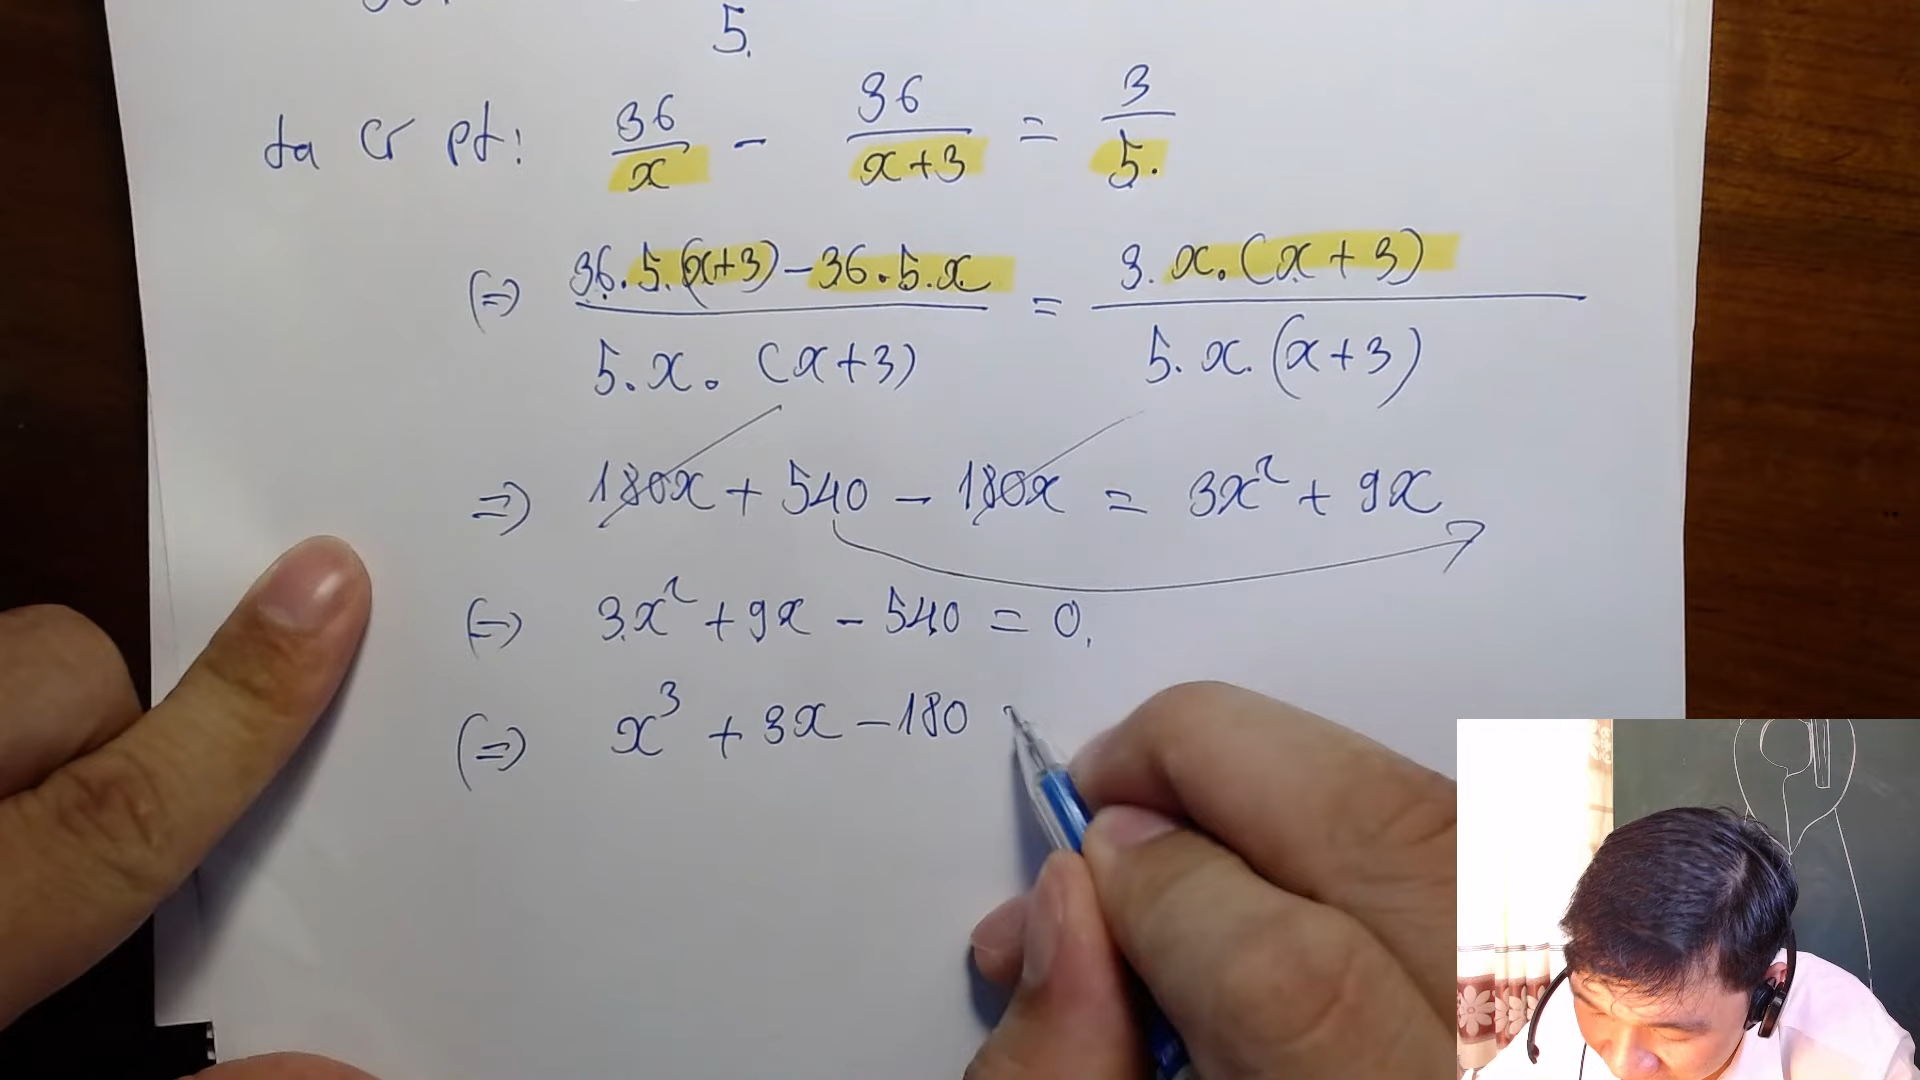 5.
ta có pt: 36/x - 36/(x+3) = 3/5.
(=) (36.5.(x+3) - 36.5.x)/(5.x.(x+3)) = (3.x.(x+3))/(5.x.(x+3))
=> 180x + 540 - 180x = 3x² + 9x
(=) 3x² + 9x - 540 = 0.
(=) x³ + 3x - 180